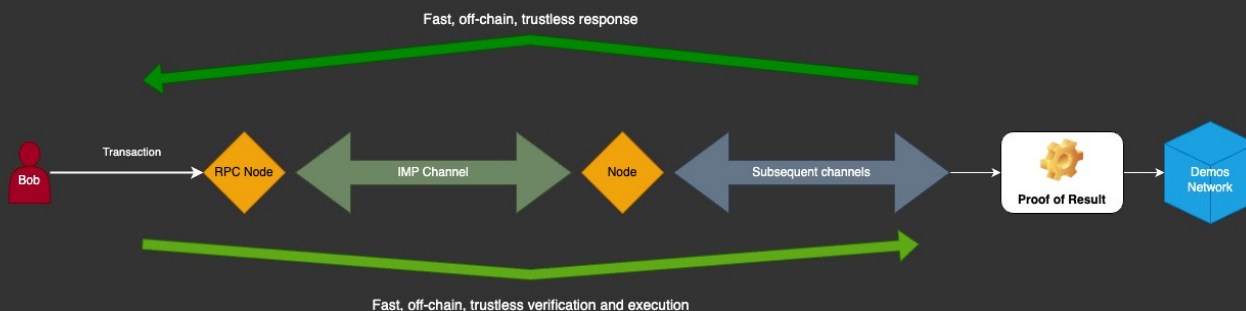 Fast, off-chain, trustless response
Bob
Transaction
RPC Node
IMP Channel
Node
Subsequent channels
Proof of Result
Demos
Network
Fast, off-chain, trustless verification and execution